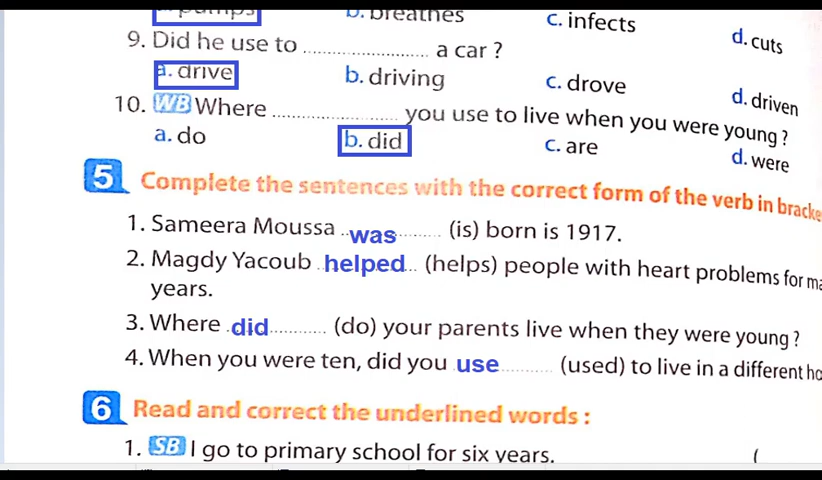 a. pumps b. breathes c. infects d. cuts
9. Did he use to .............................. a car ?
a. drive b. driving c. drove d. driven
10. WB Where .............................. you use to live when you were young ?
a. do b. did c. are d. were
5 Complete the sentences with the correct form of the verb in bracke
1. Sameera Moussa ..was.......... (is) born is 1917.
2. Magdy Yacoub ..helped... (helps) people with heart problems for ma
years.
3. Where .did.............. (do) your parents live when they were young ?
4. When you were ten, did you use............. (used) to live in a different ho
6 Read and correct the underlined words :
1. SB I go to primary school for six years. (